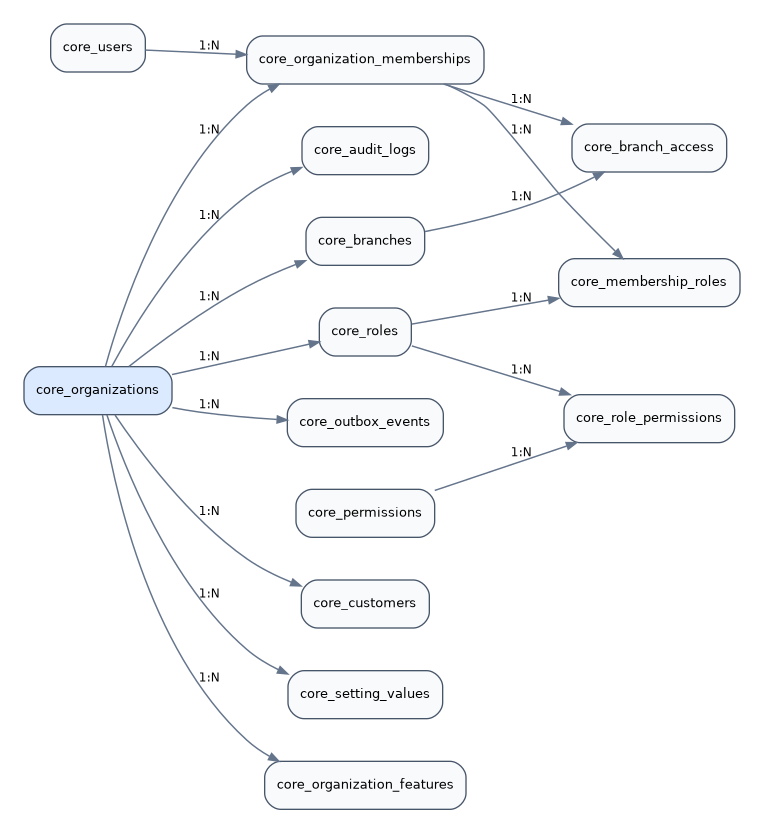 core_users
1:N
core_organization_memberships
1:N
1:N
1:N
core_audit_logs
core_branch_access
1:N
1:N
core_branches
core_membership_roles
1:N
1:N
core_roles
1:N
1:N
core_organizations
1:N
core_outbox_events
core_role_permissions
1:N
core_permissions
1:N
core_customers
1:N
core_setting_values
1:N
core_organization_features